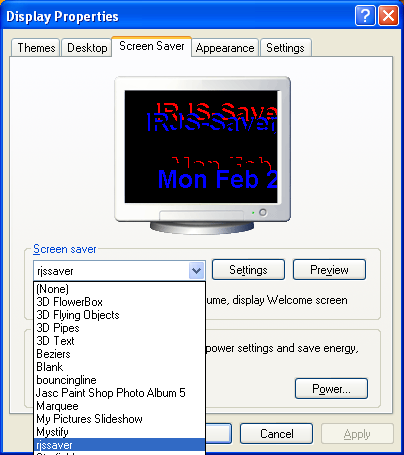 Display Properties
Themes Desktop Screen Saver Appearance Settings
IRJS-Saver
IRJS-Saver
Mon Feb
Mon Feb 2
Screen saver
rjssaver Settings Preview
(None)
3D FlowerBox
3D Flying Objects ume, display Welcome screen
3D Pipes
3D Text
Beziers power settings and save energy,
Blank
bouncingline
Jasc Paint Shop Photo Album 5 Power...
Marquee
My Pictures Slideshow
Mystify Cancel Apply
rjssaver